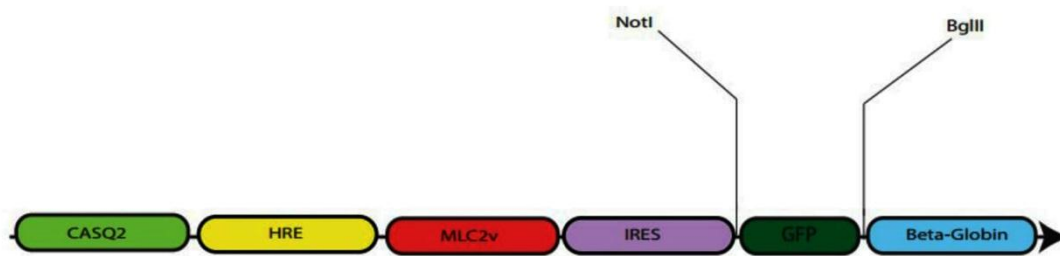 NotI
BglII
CASQ2
HRE
MLC2v
IRES
GFP
Beta-Globin